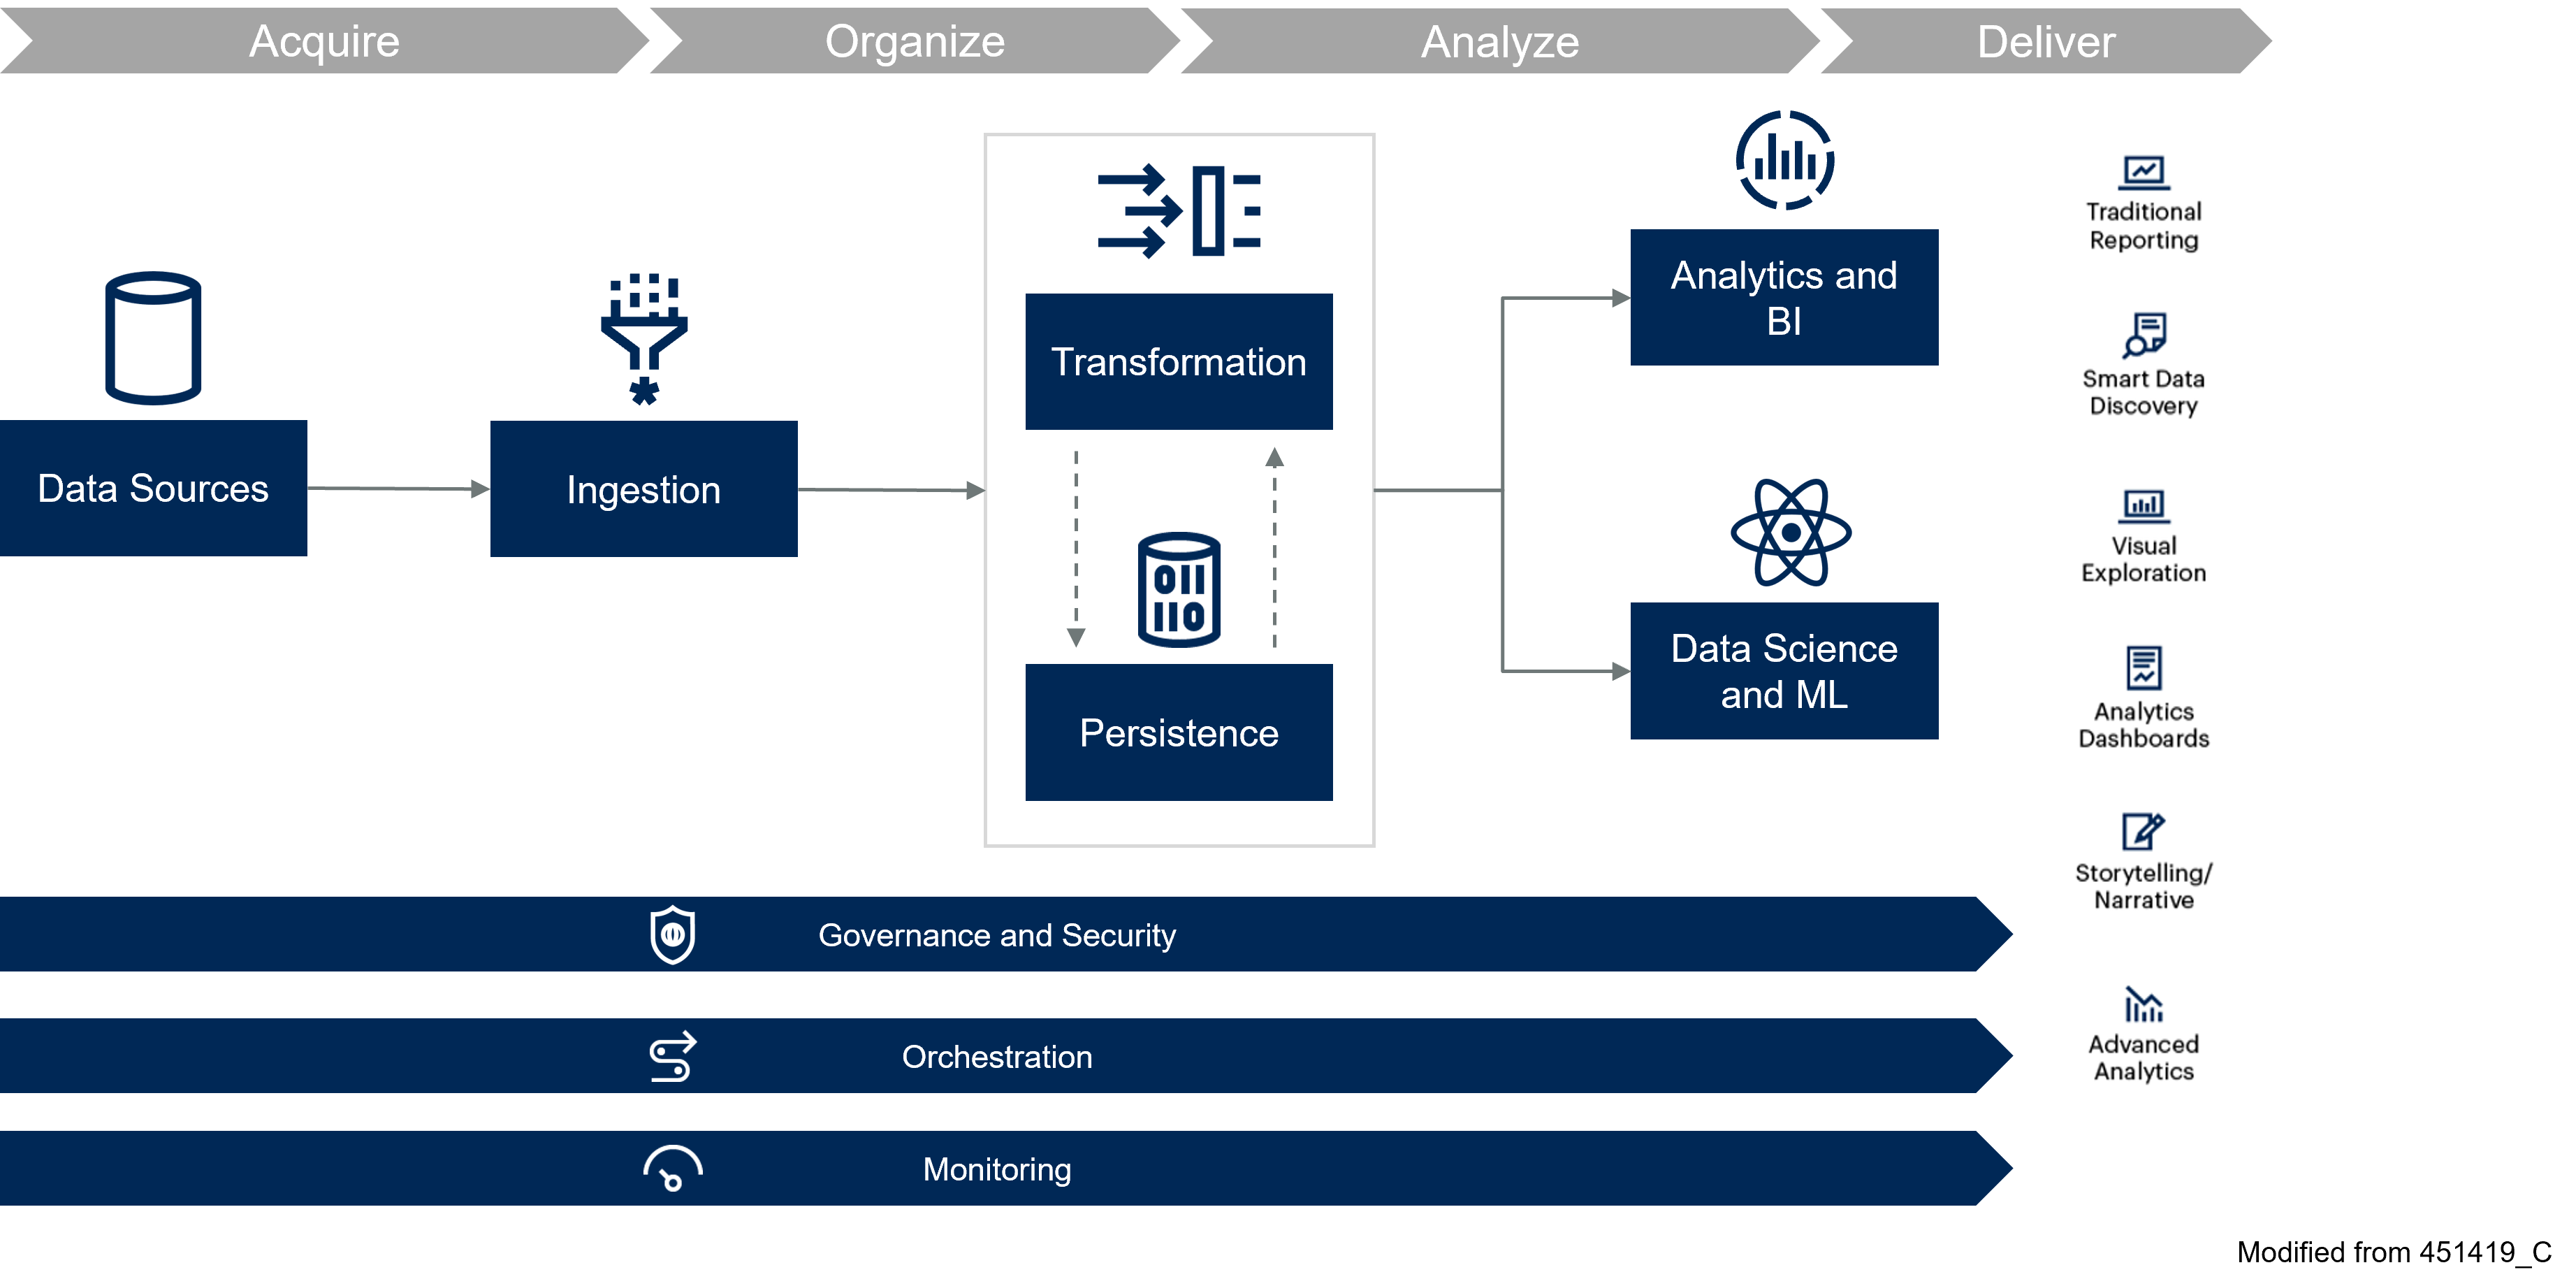 Acquire
Organize
Analyze
Deliver
Data Sources
Ingestion
Transformation
Persistence
Analytics and
BI
Data Science
and ML
Traditional
Reporting
Smart Data
Discovery
Visual
Exploration
Analytics
Dashboards
Storytelling/
Narrative
Advanced
Analytics
Governance and Security
Orchestration
Monitoring
Modified from 451419_C